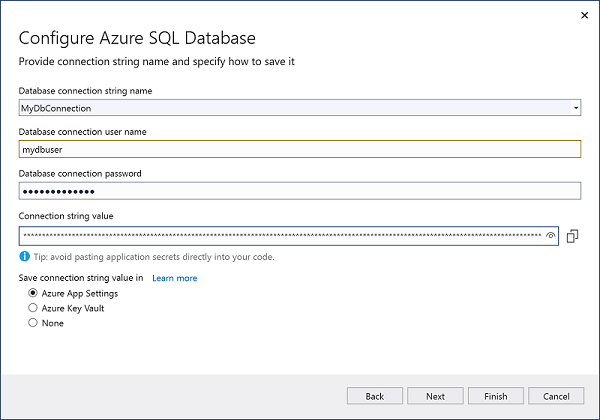 Configure Azure SQL Database
Provide connection string name and specify how to save it
Database connection string name
MyDbConnection
Database connection user name
mydbuser
Database connection password
●●●●●●●●●●●●●
Connection string value
Tip: avoid pasting application secrets directly into your code.
Save connection string value in Learn more
Azure App Settings
Azure Key Vault
None
Back Next Finish Cancel